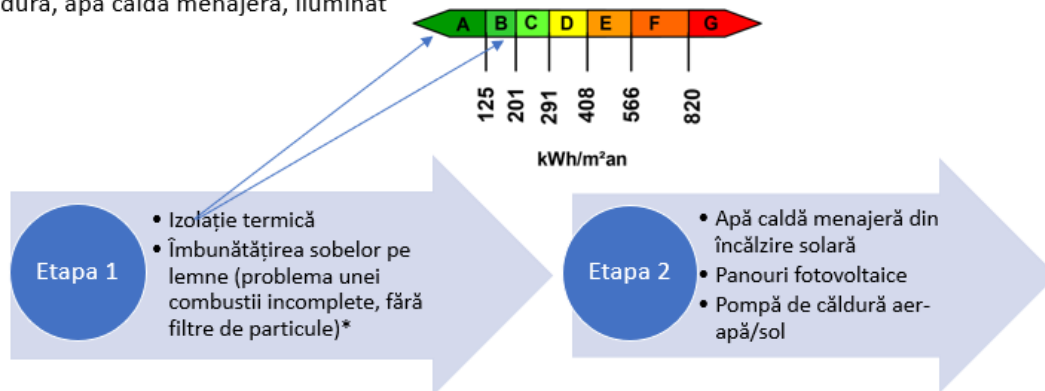 dură, apă caldă menajeră, iluminat
A B C D E F G
125 201 291 408 566 820
kWh/m²an
Etapa 1
• Izolație termică
• Îmbunătățirea sobelor pe
lemne (problema unei
combustii incomplete, fără
filtre de particule)*
Etapa 2
• Apă caldă menajeră din
încălzire solară
• Panouri fotovoltaice
• Pompă de căldură aer-
apă/sol